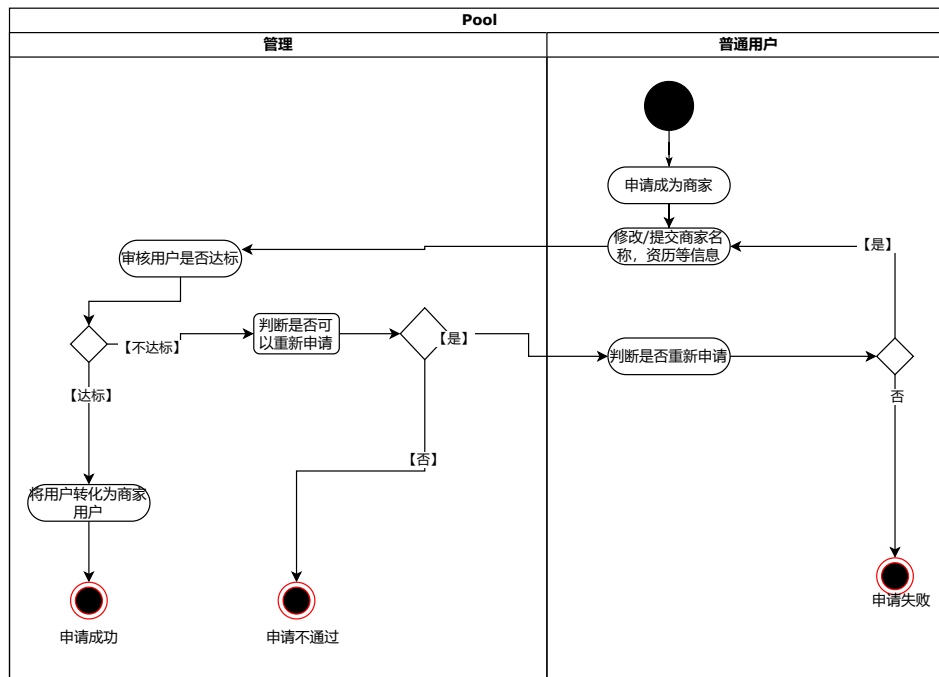 Pool
管理
普通用户
申请成为商家
修改/提交商家名
称，资历等信息
【是】
审核用户是否达标
判断是否可
以重新申请
【不达标】
【是】
判断是否重新申请
【达标】
否
【否】
将用户转化为商家
用户
申请成功
申请不通过
申请失败